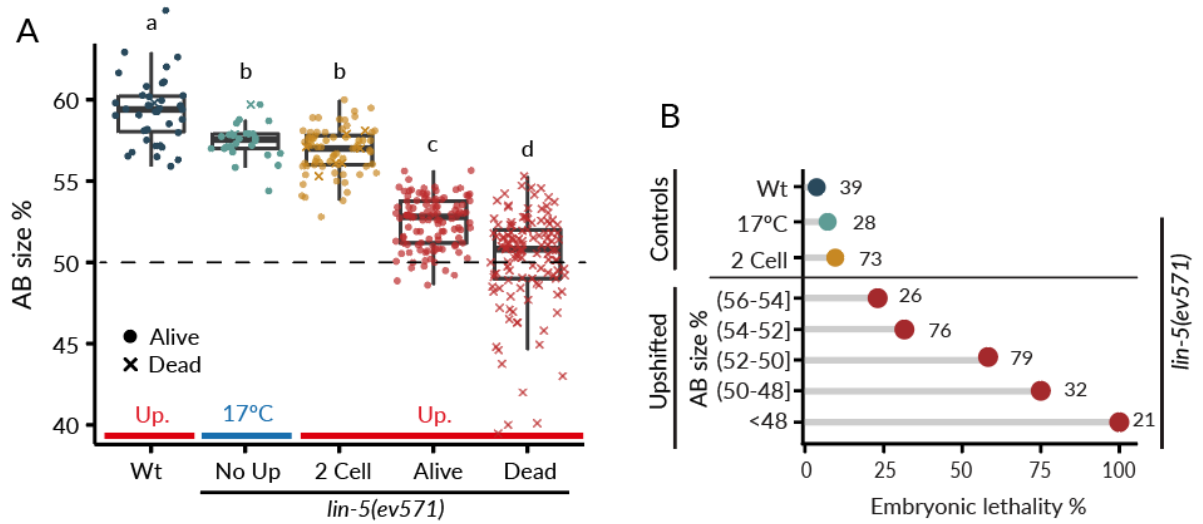 A
a
b
b
c
d
60
55
50
45
40
AB size %
Alive
Dead
Up.
17ºC
Up.
Wt
No Up
2 Cell
Alive
Dead
lin-5(ev571)
B
Controls
Wt
39
17ºC
28
2 Cell
73
Upshifted
AB size %
(56-54]
26
(54-52]
76
(52-50]
79
(50-48]
32
<48
21
lin-5(ev571)
0
25
50
75
100
Embryonic lethality %